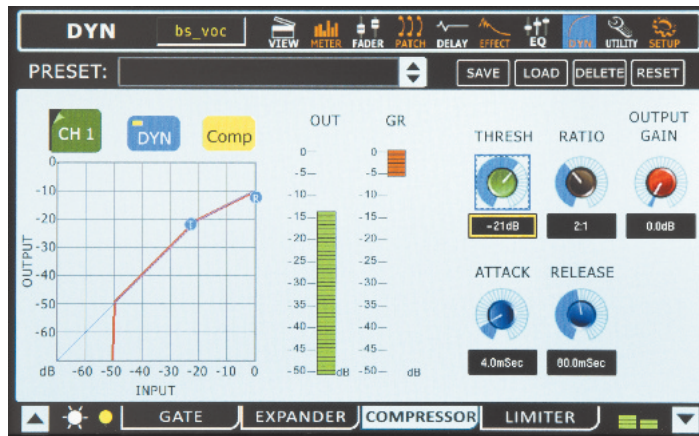 DYN
bs_voc
VIEW METER FADER PATCH DELAY EFFECT EQ DYN UTILITY SETUP
PRESET:
SAVE LOAD DELETE RESET
CH 1 DYN Comp
OUT GR
THRESH RATIO OUTPUT GAIN
-21dB 2:1 0.0dB
ATTACK RELEASE
4.0mSec 60.0mSec
OUTPUT
0
-10
-20
-30
-40
-50
-60
dB -60 -50 -40 -30 -20 -10 0
INPUT
T
R
0 0
-5 -5
-10 -10
-15 -15
-20 -20
-25 -25
-30 -30
-35 -35
-40 -40
-45 -45
-50 dB -50 dB
GATE EXPANDER COMPRESSOR LIMITER